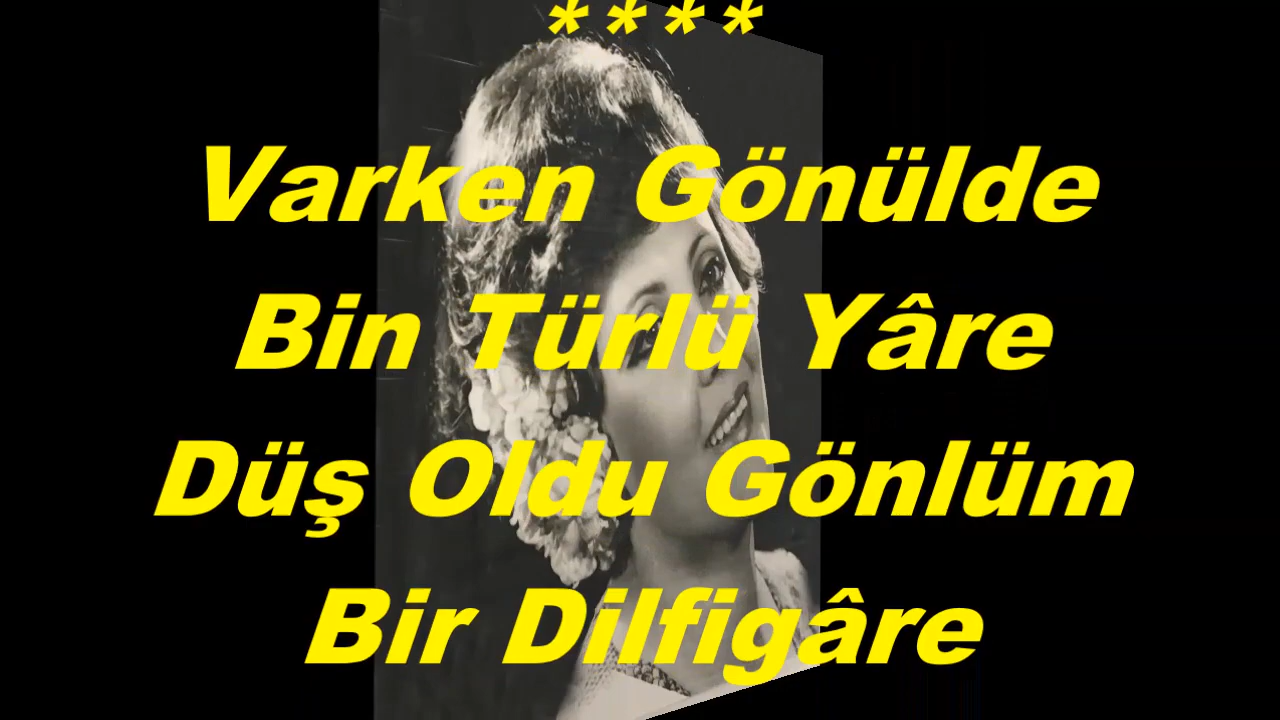 ****
Varken Gönülde
Bin Türlü Yâre
Düş Oldu Gönlüm
Bir Dilfigâre